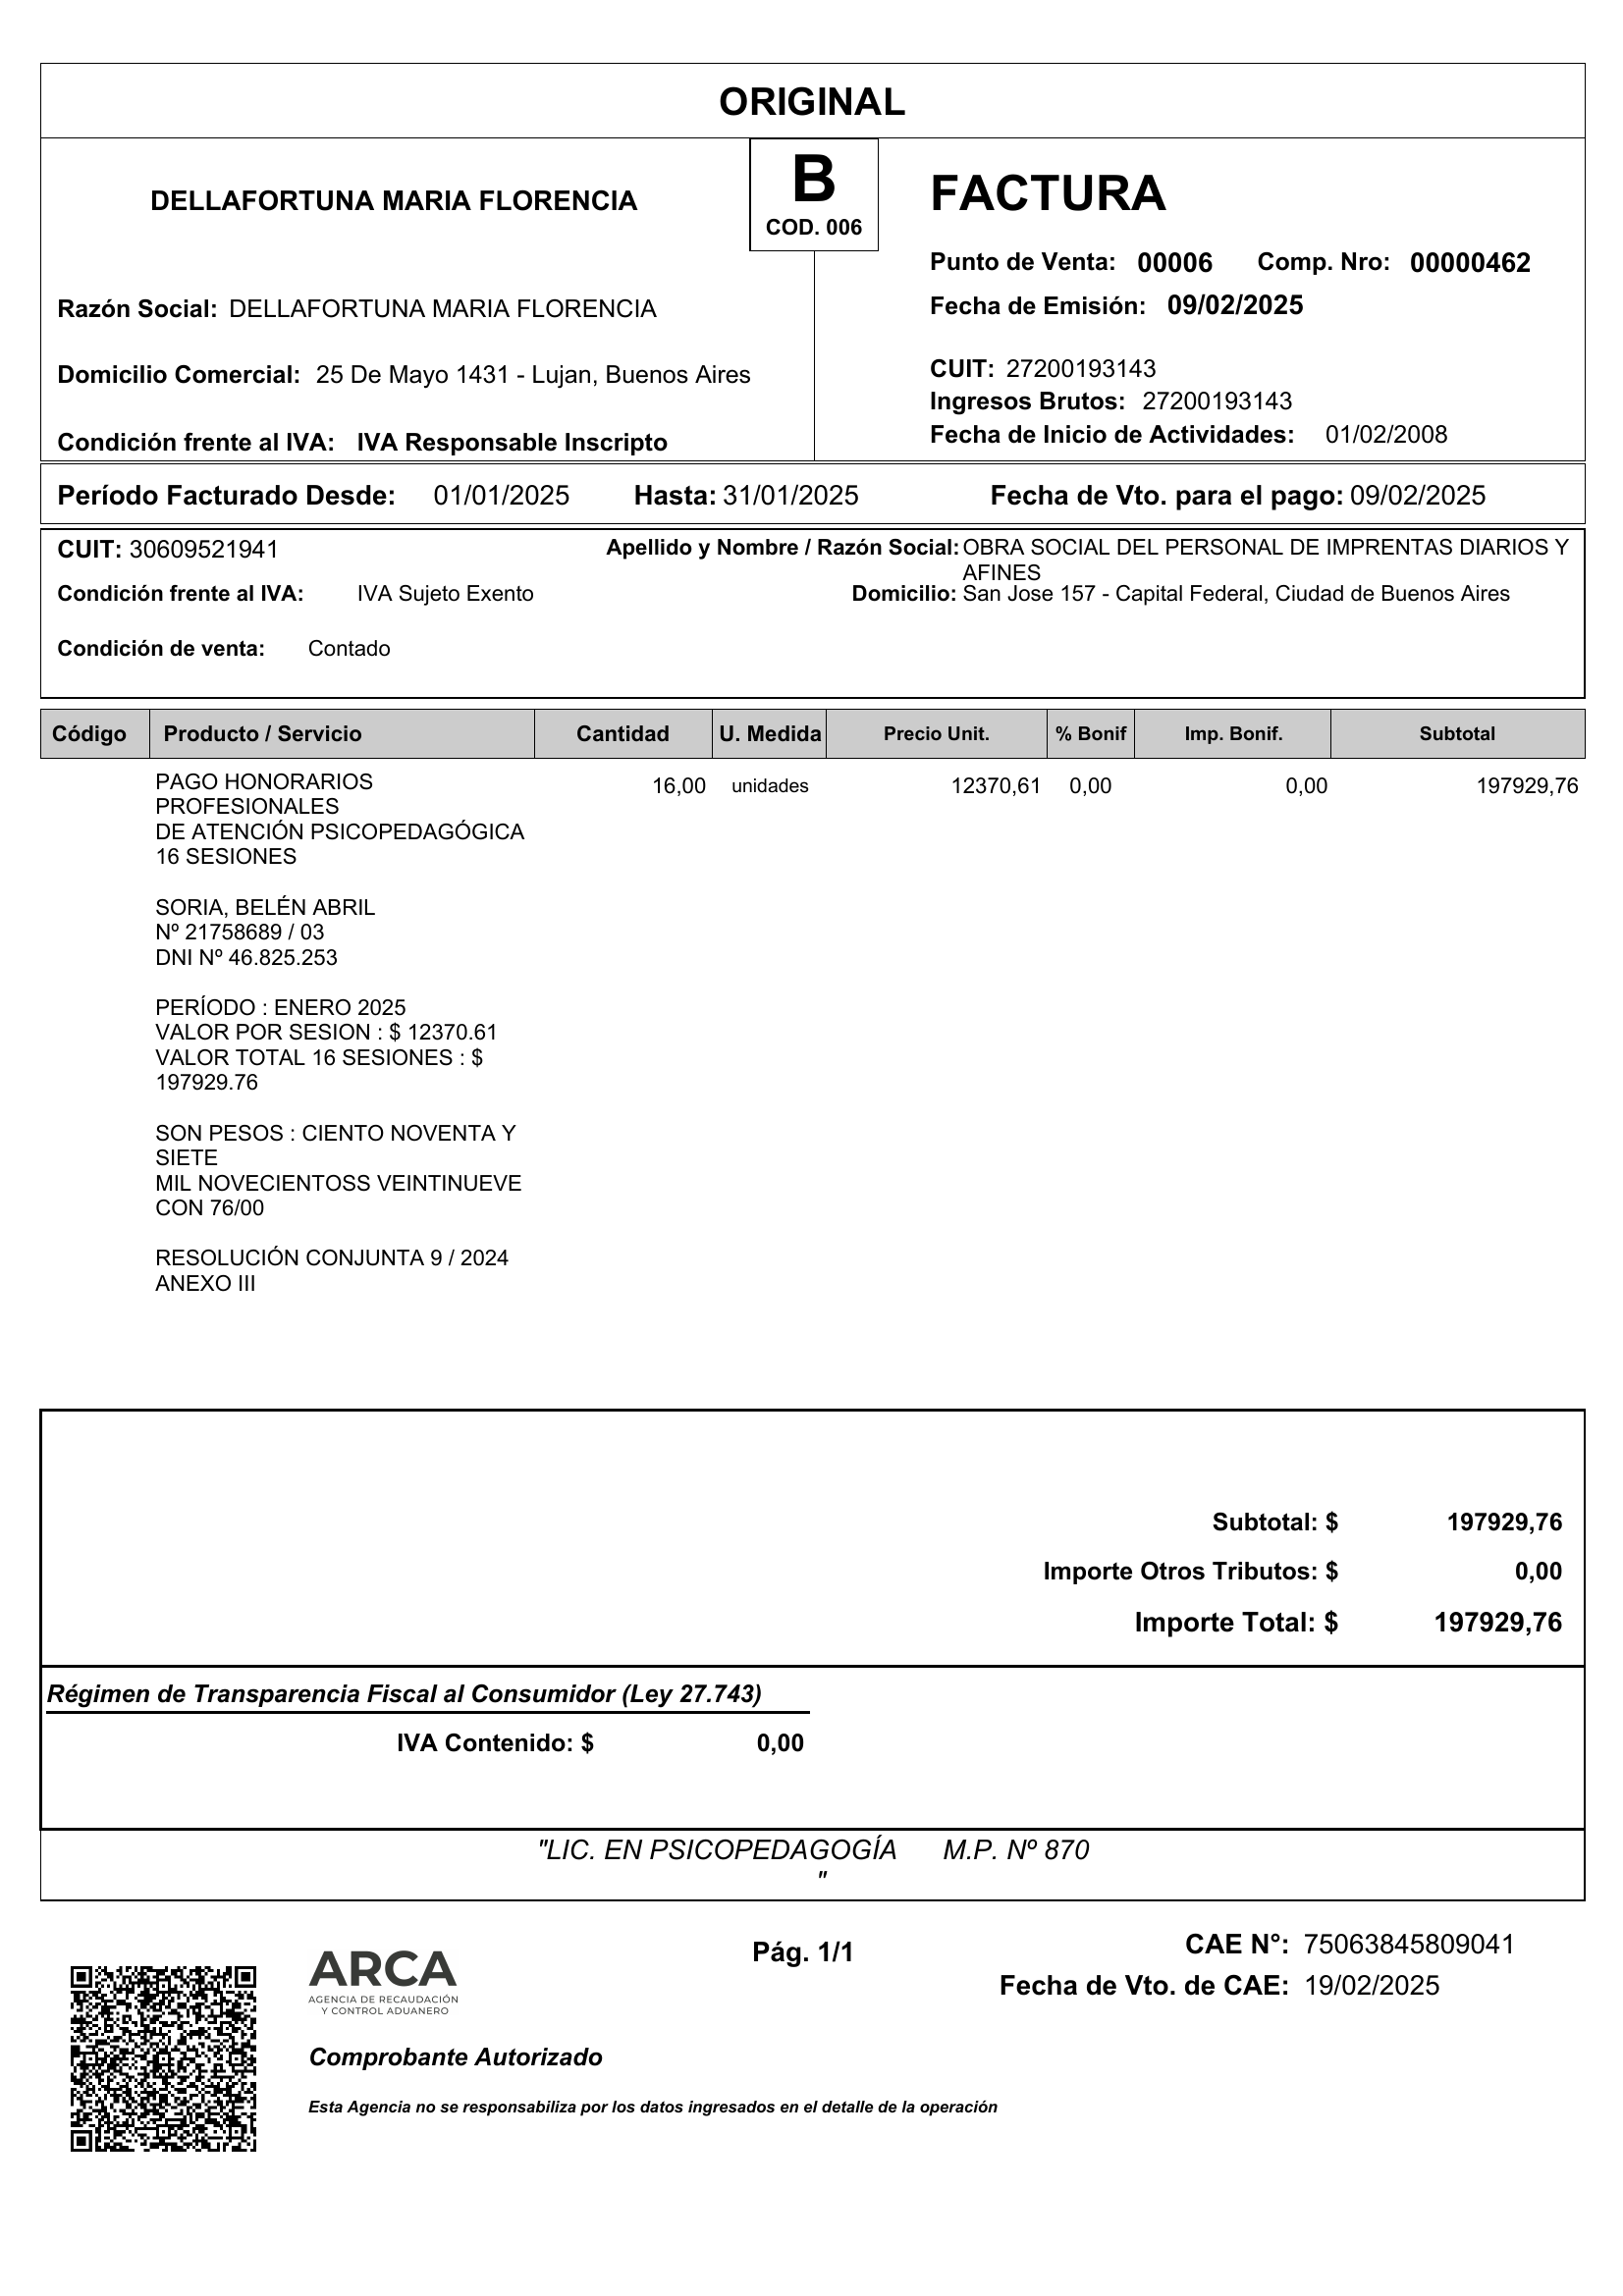 ORIGINAL
DELLAFORTUNA MARIA FLORENCIA
B
COD. 006
FACTURA
Punto de Venta: 00006 Comp. Nro: 00000462
Fecha de Emisión: 09/02/2025
Razón Social: DELLAFORTUNA MARIA FLORENCIA
Domicilio Comercial: 25 De Mayo 1431 - Lujan, Buenos Aires
Condición frente al IVA: IVA Responsable Inscripto
CUIT: 27200193143
Ingresos Brutos: 27200193143
Fecha de Inicio de Actividades: 01/02/2008
Período Facturado Desde: 01/01/2025 Hasta: 31/01/2025 Fecha de Vto. para el pago: 09/02/2025
CUIT: 30609521941 Apellido y Nombre / Razón Social: OBRA SOCIAL DEL PERSONAL DE IMPRENTAS DIARIOS Y
AFINES
Condición frente al IVA: IVA Sujeto Exento Domicilio: San Jose 157 - Capital Federal, Ciudad de Buenos Aires
Condición de venta: Contado
Código Producto / Servicio Cantidad U. Medida Precio Unit. % Bonif Imp. Bonif. Subtotal
PAGO HONORARIOS 16,00 unidades 12370,61 0,00 0,00 197929,76
PROFESIONALES
DE ATENCIÓN PSICOPEDAGÓGICA
16 SESIONES
SORIA, BELÉN ABRIL
Nº 21758689 / 03
DNI Nº 46.825.253
PERÍODO : ENERO 2025
VALOR POR SESION : $ 12370.61
VALOR TOTAL 16 SESIONES : $
197929.76
SON PESOS : CIENTO NOVENTA Y
SIETE
MIL NOVECIENTOSS VEINTINUEVE
CON 76/00
RESOLUCIÓN CONJUNTA 9 / 2024
ANEXO III
Subtotal: $ 197929,76
Importe Otros Tributos: $ 0,00
Importe Total: $ 197929,76
Régimen de Transparencia Fiscal al Consumidor (Ley 27.743)
IVA Contenido: $ 0,00
"LIC. EN PSICOPEDAGOGÍA M.P. Nº 870
"
ARCA
AGENCIA DE RECAUDACIÓN
Y CONTROL ADUANERO
Pág. 1/1
CAE N°: 75063845809041
Fecha de Vto. de CAE: 19/02/2025
Comprobante Autorizado
Esta Agencia no se responsabiliza por los datos ingresados en el detalle de la operación